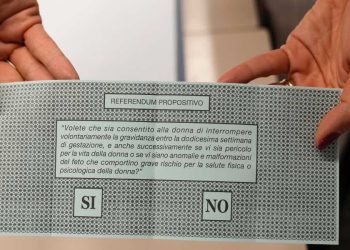 REFERENDUM PROPOSITIVO
"Volete che sia consentito alla donna di interrompere
volontariamente la gravidanza entro la dodicesima settimana
di gestazione, e anche successivamente se vi sia pericolo
per la vita della donna o se vi siano anomalie e malformazioni
del feto che comportino grave rischio per la salute fisica o
psicologica della donna?"
SI NO